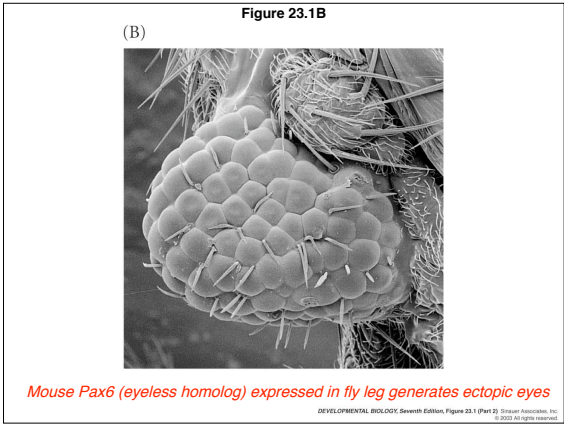 Figure 23.1B
(B)
Mouse Pax6 (eyeless homolog) expressed in fly leg generates ectopic eyes
DEVELOPMENTAL BIOLOGY, Seventh Edition, Figure 23.1 (Part 2) Sinauer Associates, Inc.
© 2003 All rights reserved.